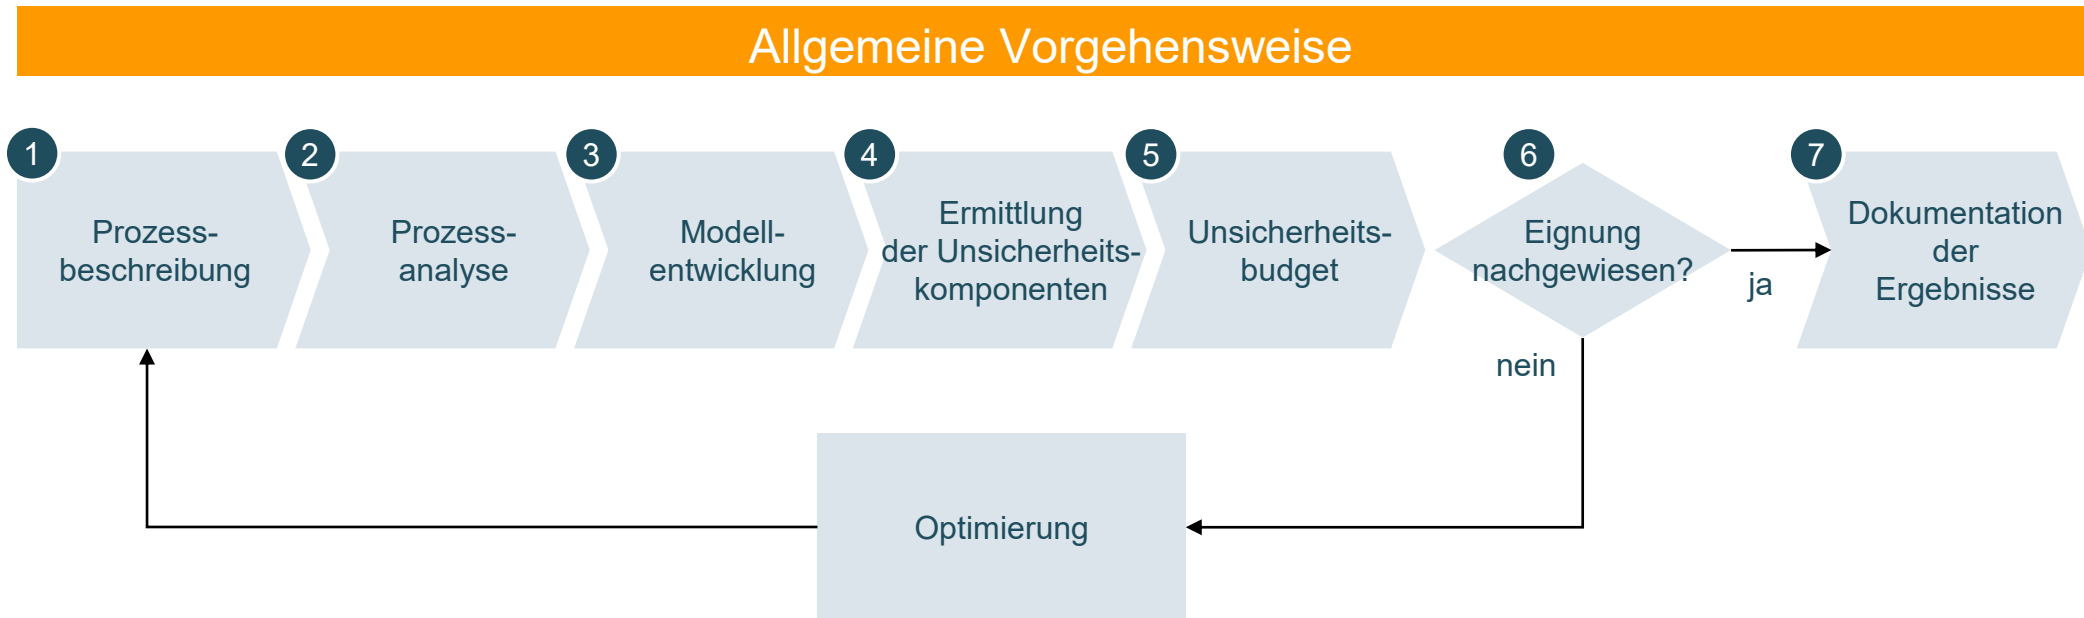 Allgemeine Vorgehensweise
1
Prozess-
beschreibung
2
Prozess-
analyse
3
Modell-
entwicklung
4
Ermittlung
der Unsicherheits-
komponenten
5
Unsicherheits-
budget
6
Eignung
nachgewiesen?
ja
nein
7
Dokumentation
der
Ergebnisse
Optimierung